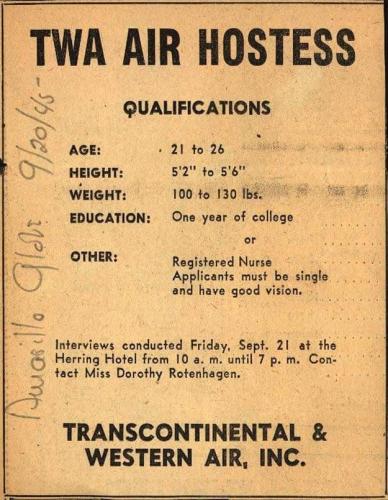 TWA AIR HOSTESS
QUALIFICATIONS
AGE: 21 to 26
HEIGHT: 5'2" to 5'6"
WEIGHT: 100 to 130 lbs.
EDUCATION: One year of college
or
OTHER: Registered Nurse
Applicants must be single
and have good vision.
Interviews conducted Friday, Sept. 21 at the
Herring Hotel from 10 a. m. until 7 p. m. Con-
tact Miss Dorothy Rotenhagen.
TRANSCONTINENTAL &
WESTERN AIR, INC.
Amarillo Globe 9/20/45-